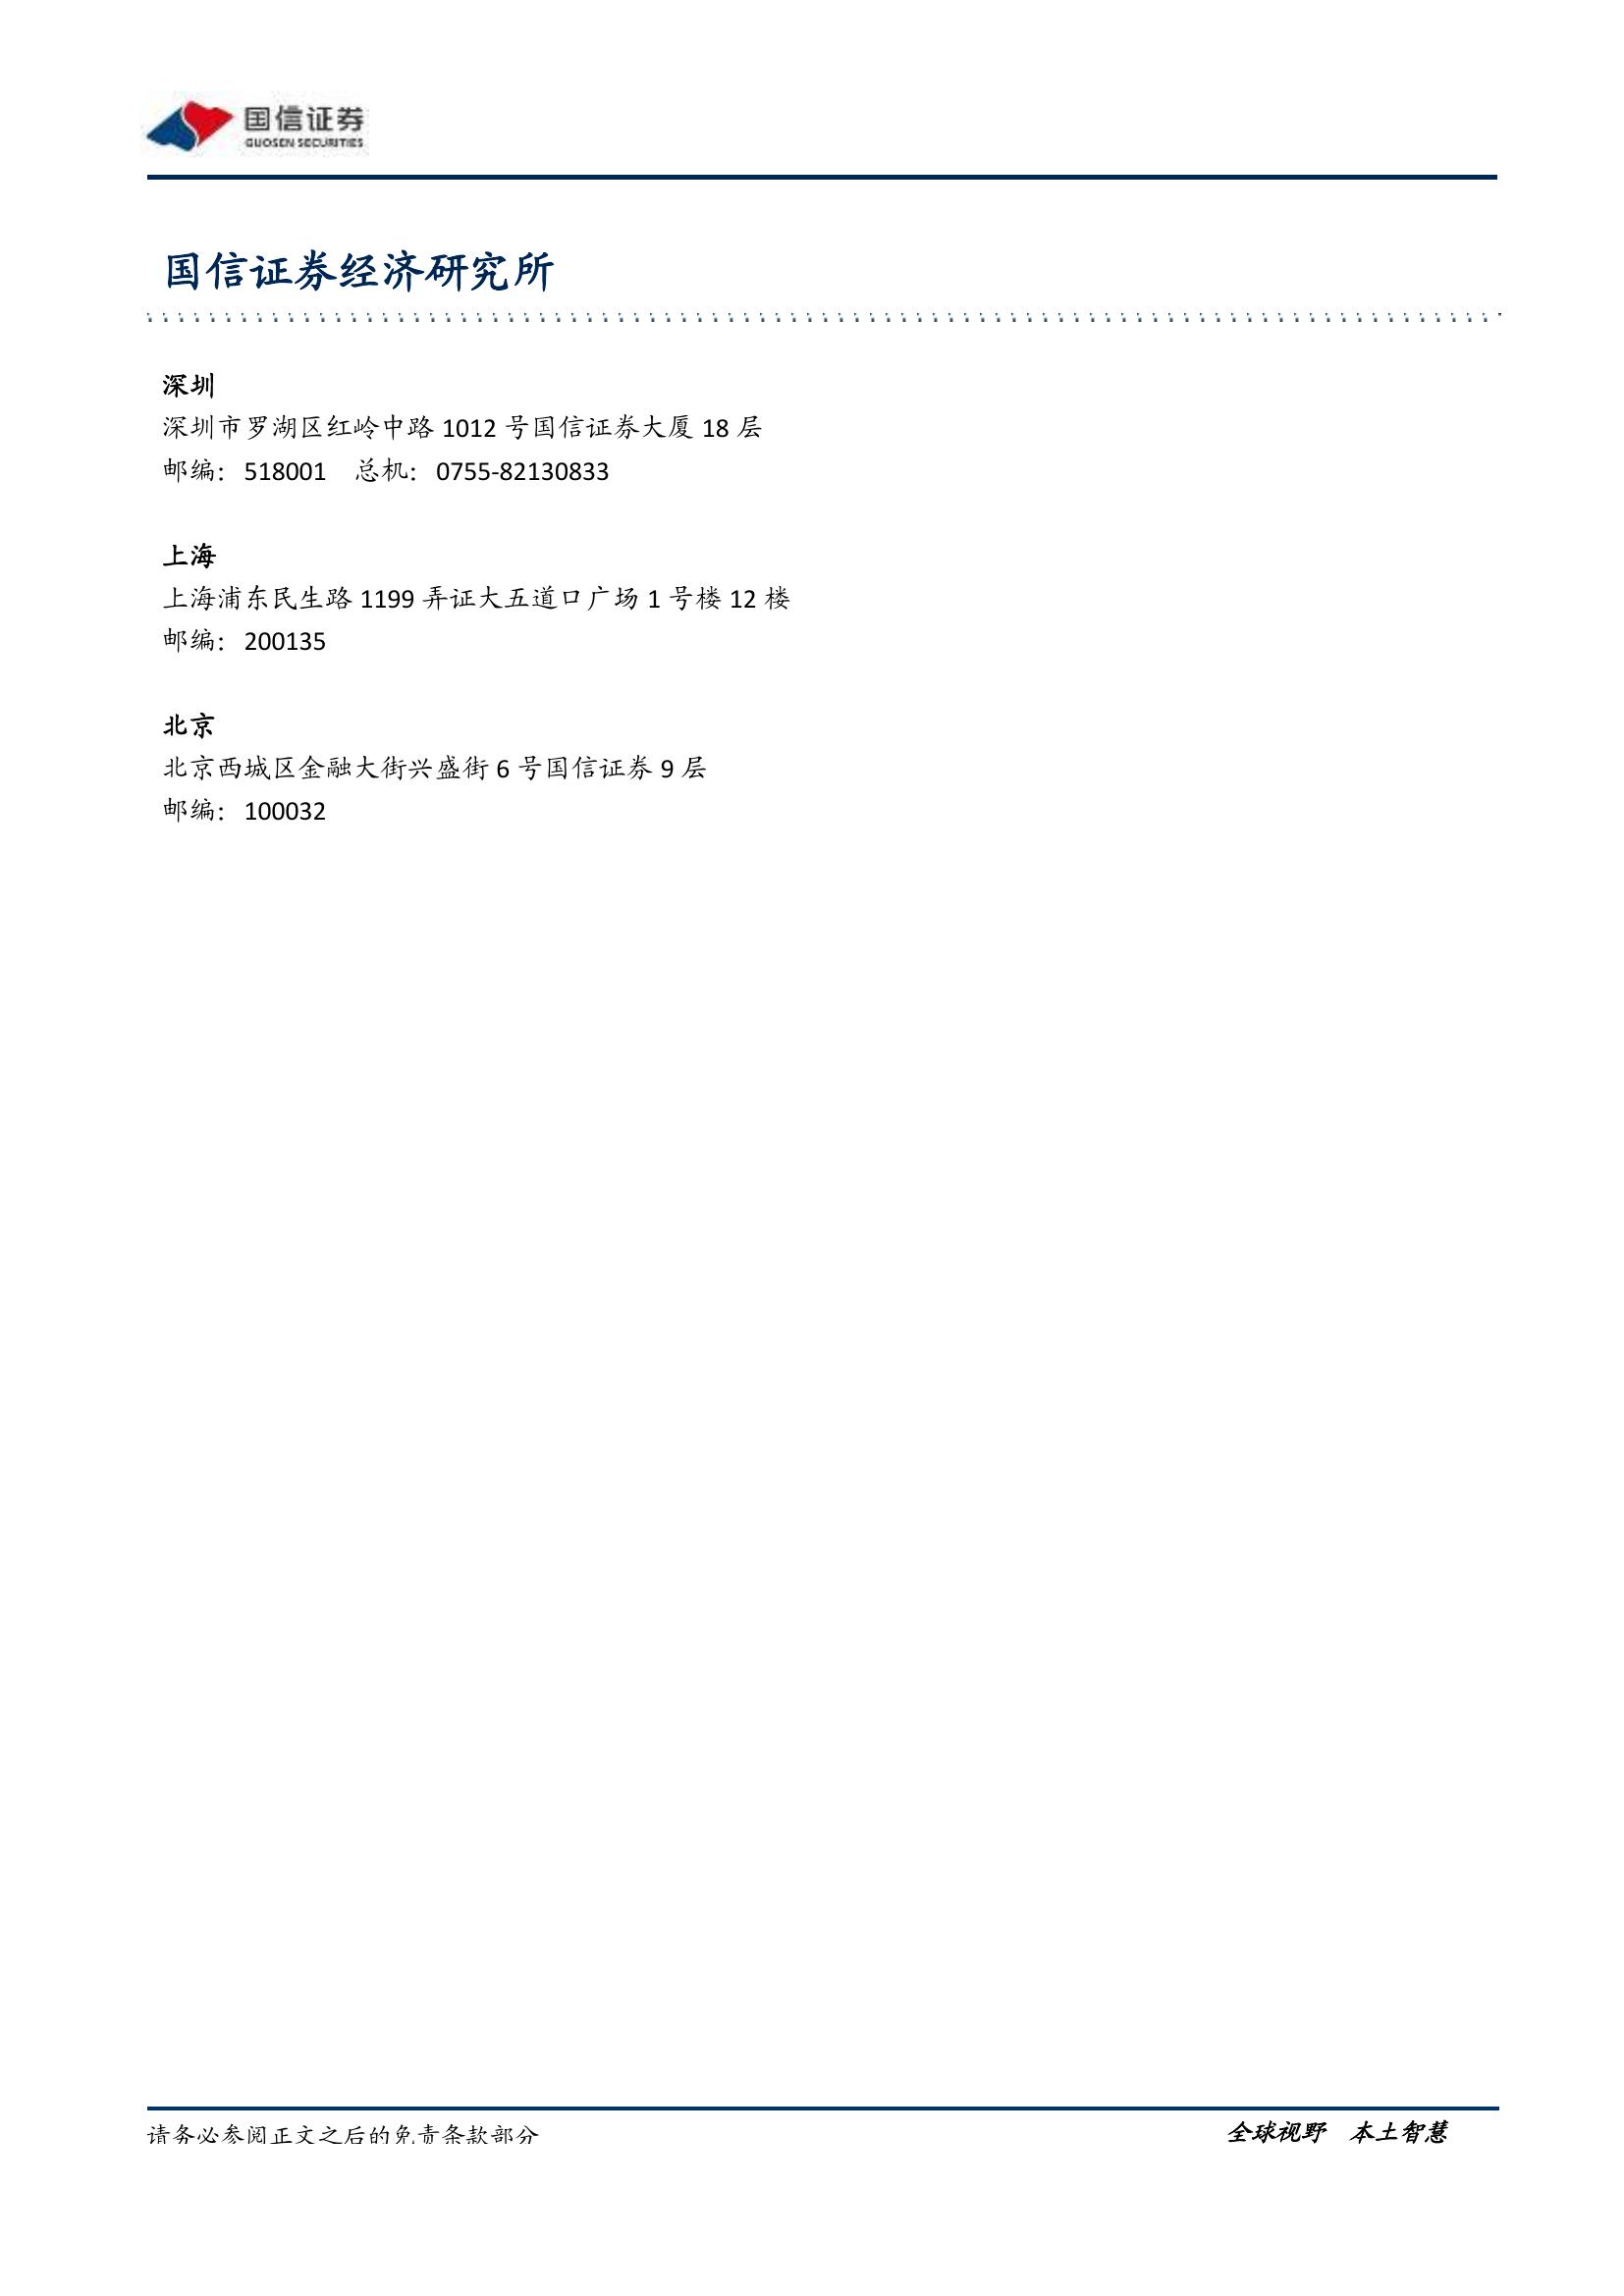 国信证券
GUOSEN SECURITIES
国信证券经济研究所
深圳
深圳市罗湖区红岭中路 1012 号国信证券大厦 18 层
邮编：518001 总机：0755-82130833
上海
上海浦东民生路 1199 弄证大五道口广场 1 号楼 12 楼
邮编：200135
北京
北京西城区金融大街兴盛街 6 号国信证券 9 层
邮编：100032
请务必参阅正文之后的免责条款部分
全球视野 本土智慧